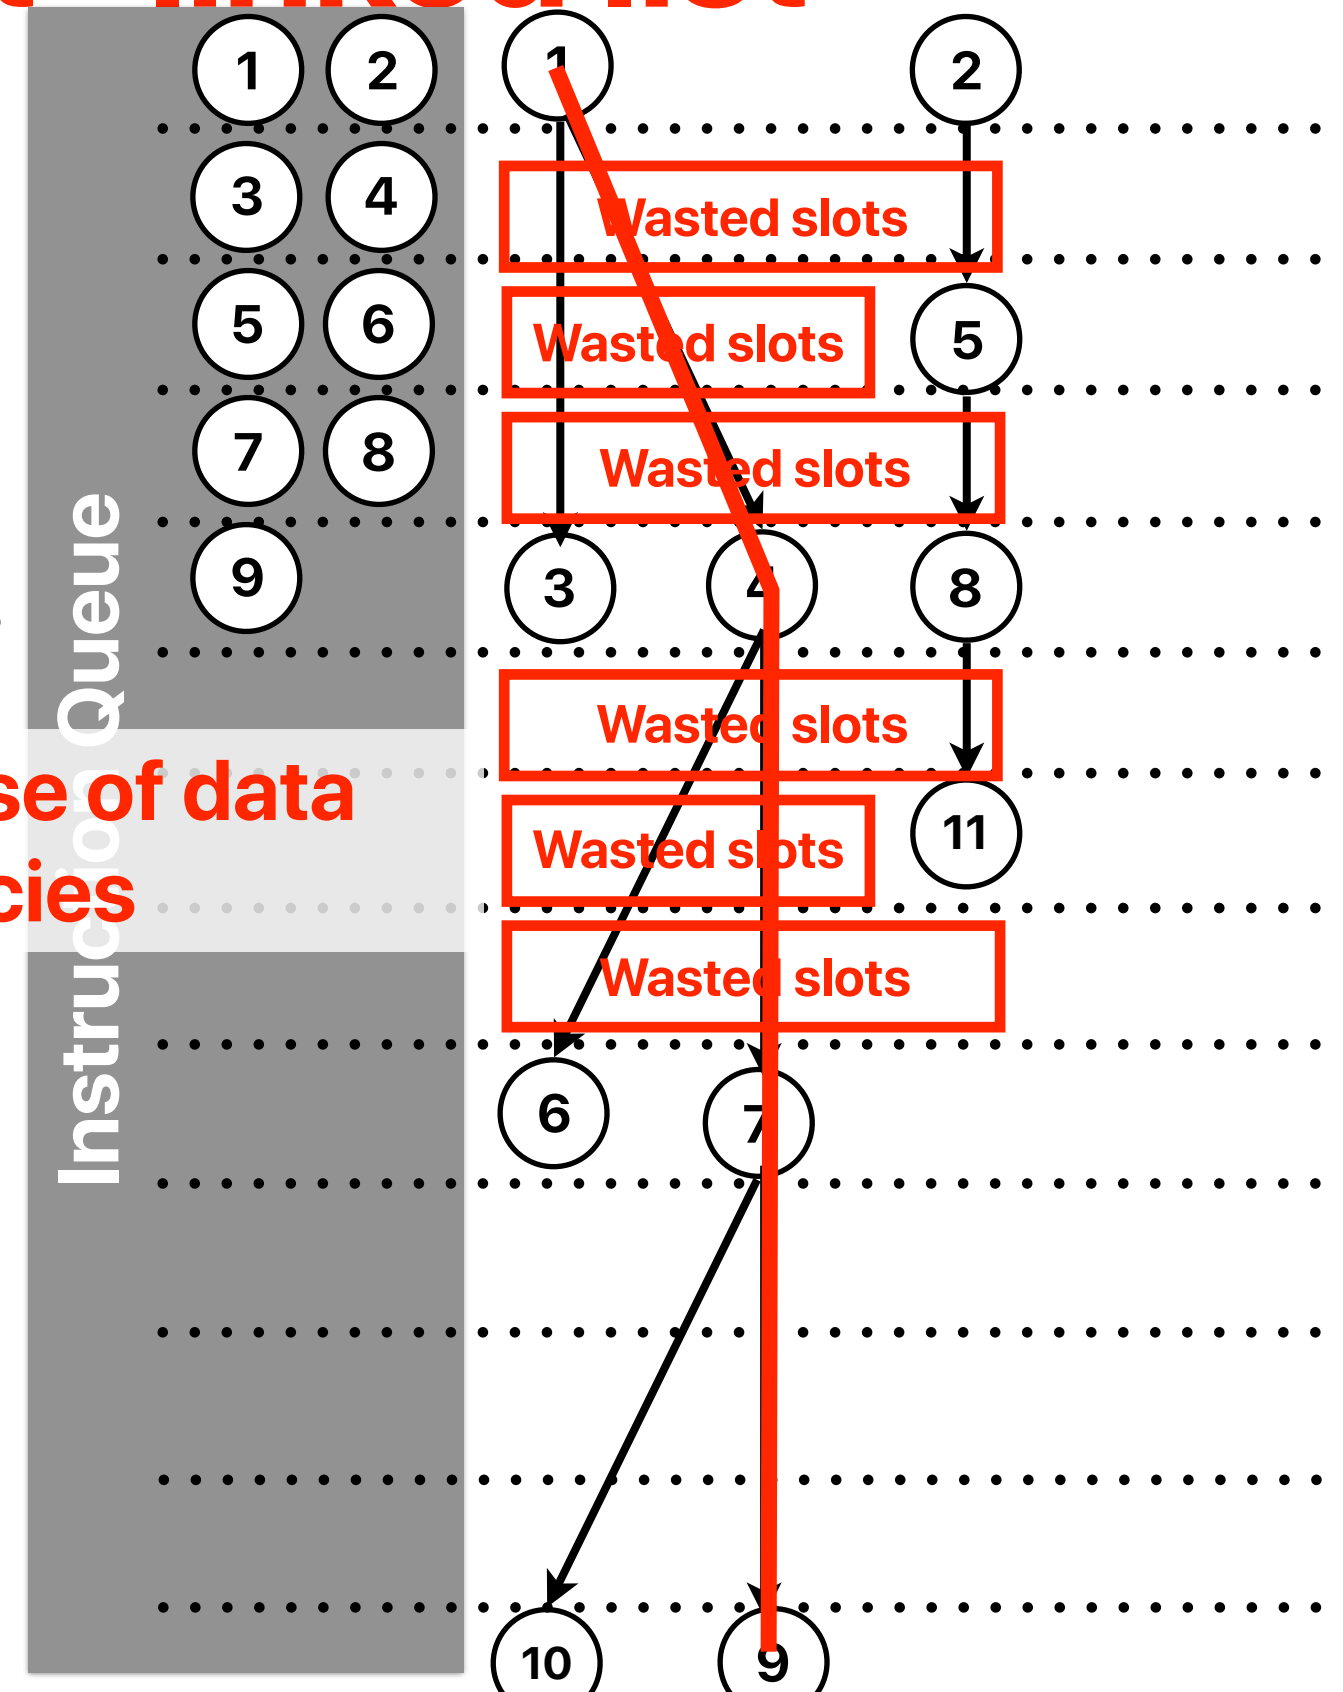 linked list
1 2 1 2
3 4 Wasted slots
5 6 Wasted slots 5
7 8 Wasted slots
9 3 4 8
Instruction Queue
Wasted slots
se of data
Wasted slots 11
cies
Wasted slots
6 7
10 9